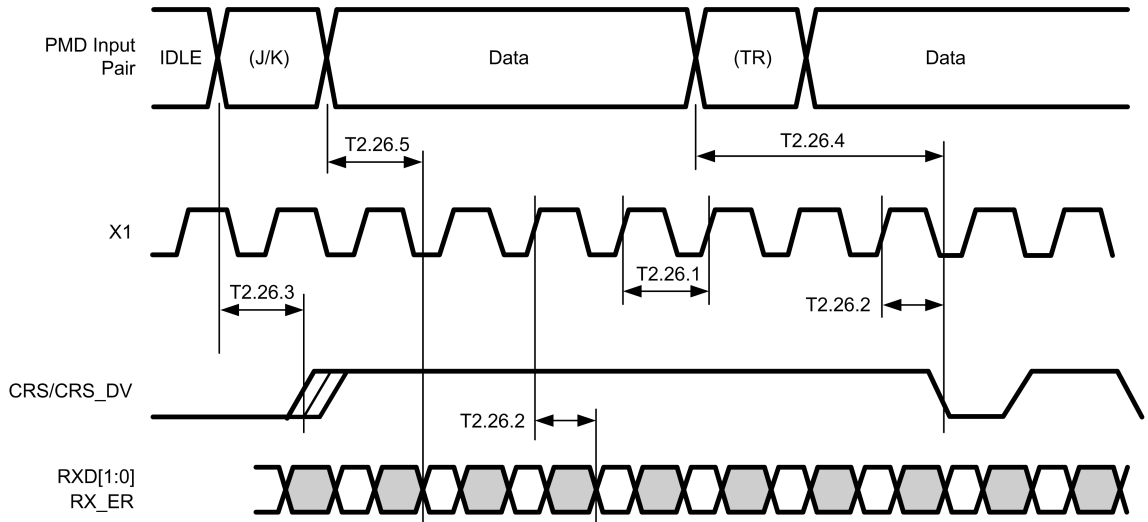 PMD Input
Pair
IDLE
(J/K)
Data
(TR)
Data
T2.26.5
T2.26.4
X1
T2.26.1
T2.26.3
T2.26.2
CRS/CRS_DV
T2.26.2
RXD[1:0]
RX_ER